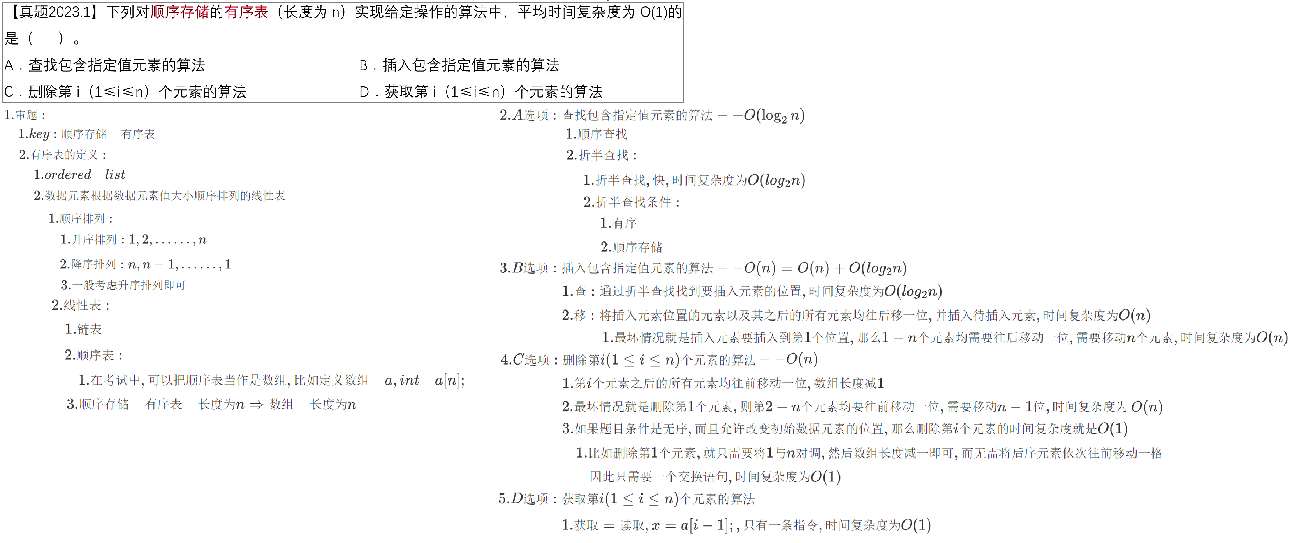 【真题2023.1】下列对顺序存储的有序表（长度为 n）实现给定操作的算法中，平均时间复杂度为 O(1)的
是（ ）。
A．查找包含指定值元素的算法
B．插入包含指定值元素的算法
C．删除第 i（1≤i≤n）个元素的算法
D．获取第 i（1≤i≤n）个元素的算法
1.审题：
1.key：顺序存储 有序表
2.有序表的定义：
1.ordered list
2.数据元素根据数据元素值大小顺序排列的线性表
1.顺序排列：
1.升序排列：1,2,......,n
2.降序排列：n,n−1,......,1
3.一般考虑升序排列即可
2.线性表：
1.链表
2.顺序表：
1.在考试中,可以把顺序表当作是数组,比如定义数组 a,int a[n];
3.顺序存储 有序表 长度为n⇒ 数组 长度为n
2.A选项：查找包含指定值元素的算法−−O(log₂ n)
1.顺序查找
2.折半查找：
1.折半查找,快,时间复杂度为O(log₂n)
2.折半查找条件：
1.有序
2.顺序存储
3.B选项：插入包含指定值元素的算法−−O(n)=O(n)+O(log₂n)
1.查：通过折半查找找到要插入元素的位置,时间复杂度为O(log₂n)
2.移：将插入元素位置的元素以及其之后的所有元素均往后移一位,并插入待插入元素,时间复杂度为O(n)
1.最坏情况就是插入元素要插入到第1个位置,那么1−n个元素均需要往后移动一位,需要移动n个元素,时间复杂度为O(n)
4.C选项：删除第i(1≤i≤n)个元素的算法−−O(n)
1.第i个元素之后的所有元素均往前移动一位,数组长度减1
2.最坏情况就是删除第1个元素,则第2−n个元素均要往前移动一位,需要移动n−1位,时间复杂度为 O(n)
3.如果题目条件是无序,而且允许改变初始数据元素的位置,那么删除第i个元素的时间复杂度就是O(1)
1.比如删除第1个元素,就只需要将1与n对调,然后数组长度减一即可,而无需将后序元素依次往前移动一格
因此只需要一个交换语句,时间复杂度为O(1)
5.D选项：获取第i(1≤i≤n)个元素的算法
1.获取=读取,x=a[i−1];,只有一条指令,时间复杂度为O(1)